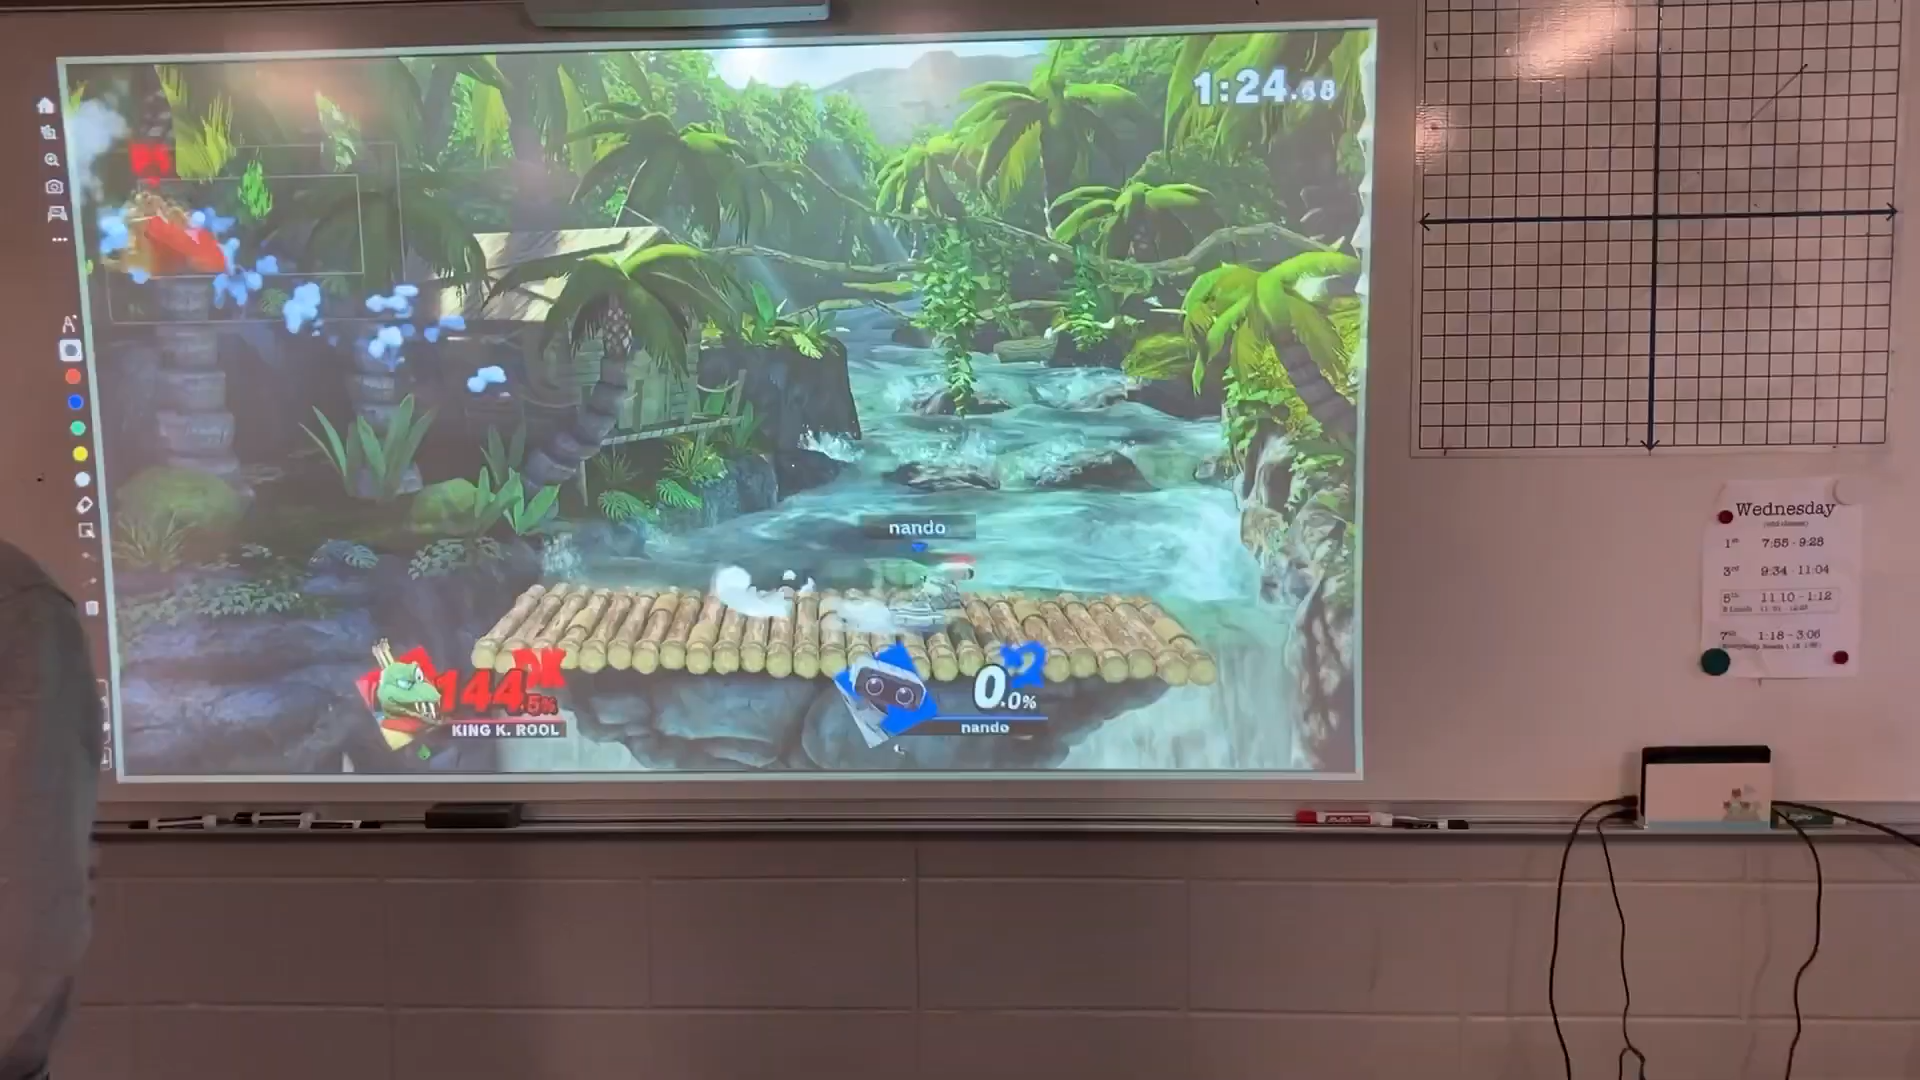 1:24.68
P1
nando
144.5%
KING K. ROOL
0.0%
nando
Wednesday
1st 7:55 - 9:28
3rd 9:34 - 11:04
5th 11:10 - 1:12
7th 1:18 - 3:06